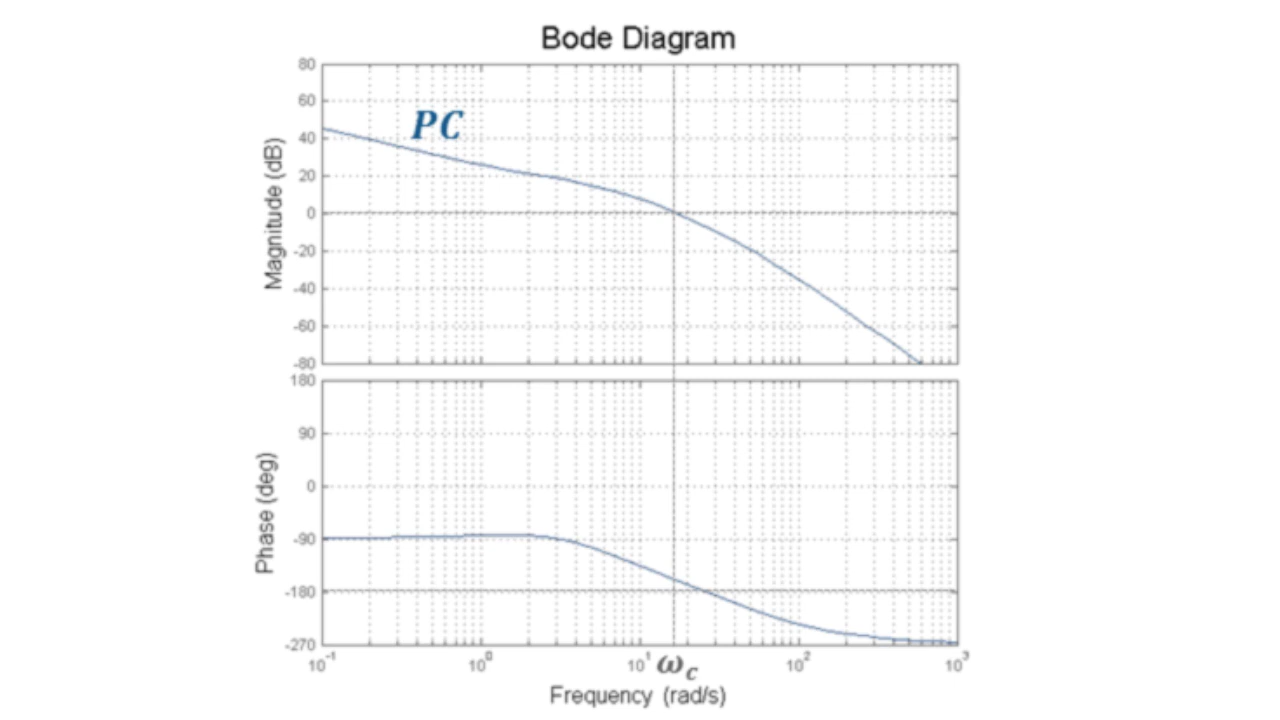 Bode Diagram
80
60
PC
40
20
0
-20
-40
-60
-80
Magnitude (dB)
180
90
0
-90
-180
-270
Phase (deg)
10⁻¹ 10⁰ 10¹ ω_c 10² 10³
Frequency (rad/s)